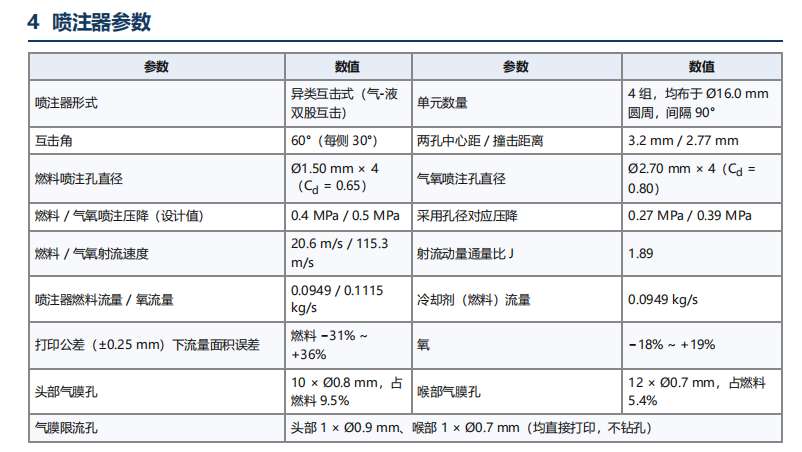 4 喷注器参数
参数 数值 参数 数值
喷注器形式 异类互击式（气-液双股互击） 单元数量 4 组，均布于 Ø16.0 mm 圆周，间隔 90°
互击角 60°（每侧 30°） 两孔中心距 / 撞击距离 3.2 mm / 2.77 mm
燃料喷注孔直径 Ø1.50 mm × 4（Cd = 0.65） 气氧喷注孔直径 Ø2.70 mm × 4（Cd = 0.80）
燃料 / 气氧喷注压降（设计值） 0.4 MPa / 0.5 MPa 采用孔径对应压降 0.27 MPa / 0.39 MPa
燃料 / 气氧射流速度 20.6 m/s / 115.3 m/s 射流动量通量比 J 1.89
喷注器燃料流量 / 氧流量 0.0949 / 0.1115 kg/s 冷却剂（燃料）流量 0.0949 kg/s
打印公差（±0.25 mm）下流量面积误差 燃料 −31% ~ +36% 氧 −18% ~ +19%
头部气膜孔 10 × Ø0.8 mm，占燃料 9.5% 喉部气膜孔 12 × Ø0.7 mm，占燃料 5.4%
气膜限流孔 头部 1 × Ø0.9 mm、喉部 1 × Ø0.7 mm（均直接打印，不钻孔）